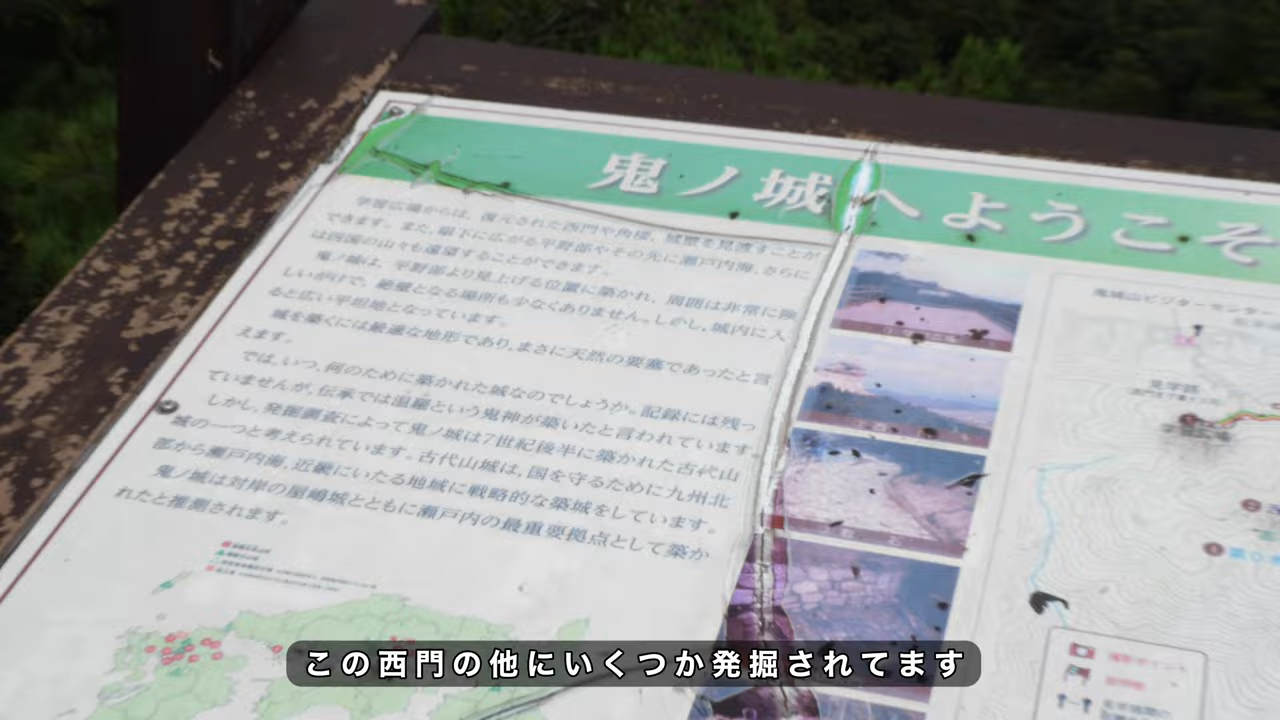 鬼ノ城へようこそ
学習広場からは、復元された西門や角楼、城壁を見渡すことが
できます。また、眼下に広がる平野部やその先に瀬戸内海、さらに
は四国の山々も遠望することができます。
鬼ノ城は、平野部より見上げる位置に築かれ、周囲は非常に険
しいがけで、絶壁となる場所も少なくありません。しかし、城内に入
ると広い平坦地となっています。
城を築くには最適な地形であり、まさに天然の要塞であったと言
えます。
では、いつ、何のために築かれた城なのでしょうか。記録には残っ
ていませんが、伝承では温羅という鬼神が築いたと言われています。
しかし、発掘調査によって鬼ノ城は7世紀後半に築かれた古代山
城の一つと考えられています。古代山城は、国を守るために九州北
部から瀬戸内海、近畿にいたる地域に戦略的な築城をしています。
鬼ノ城は対岸の屋嶋城とともに瀬戸内の最重要拠点として築か
れたと推測されます。
鬼城山ビジターセンター
見学路
この西門の他にいくつか発掘されてます